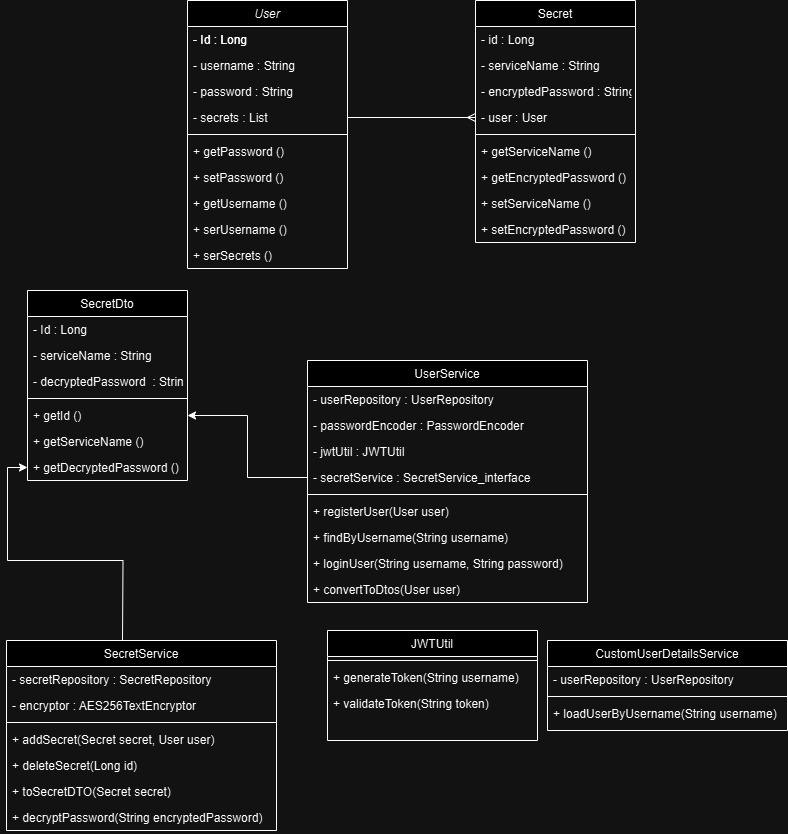 User
- Id : Long
- username : String
- password : String
- secrets : List
+ getPassword ()
+ setPassword ()
+ getUsername ()
+ serUsername ()
+ serSecrets ()
Secret
- id : Long
- serviceName : String
- encryptedPassword : String
- user : User
+ getServiceName ()
+ getEncryptedPassword ()
+ setServiceName ()
+ setEncryptedPassword ()
SecretDto
- Id : Long
- serviceName : String
- decryptedPassword : Strin
+ getId ()
+ getServiceName ()
+ getDecryptedPassword ()
UserService
- userRepository : UserRepository
- passwordEncoder : PasswordEncoder
- jwtUtil : JWTUtil
- secretService : SecretService_interface
+ registerUser(User user)
+ findByUsername(String username)
+ loginUser(String username, String password)
+ convertToDtos(User user)
SecretService
- secretRepository : SecretRepository
- encryptor : AES256TextEncryptor
+ addSecret(Secret secret, User user)
+ deleteSecret(Long id)
+ toSecretDTO(Secret secret)
+ decryptPassword(String encryptedPassword)
JWTUtil
+ generateToken(String username)
+ validateToken(String token)
CustomUserDetailsService
- userRepository : UserRepository
+ loadUserByUsername(String username)